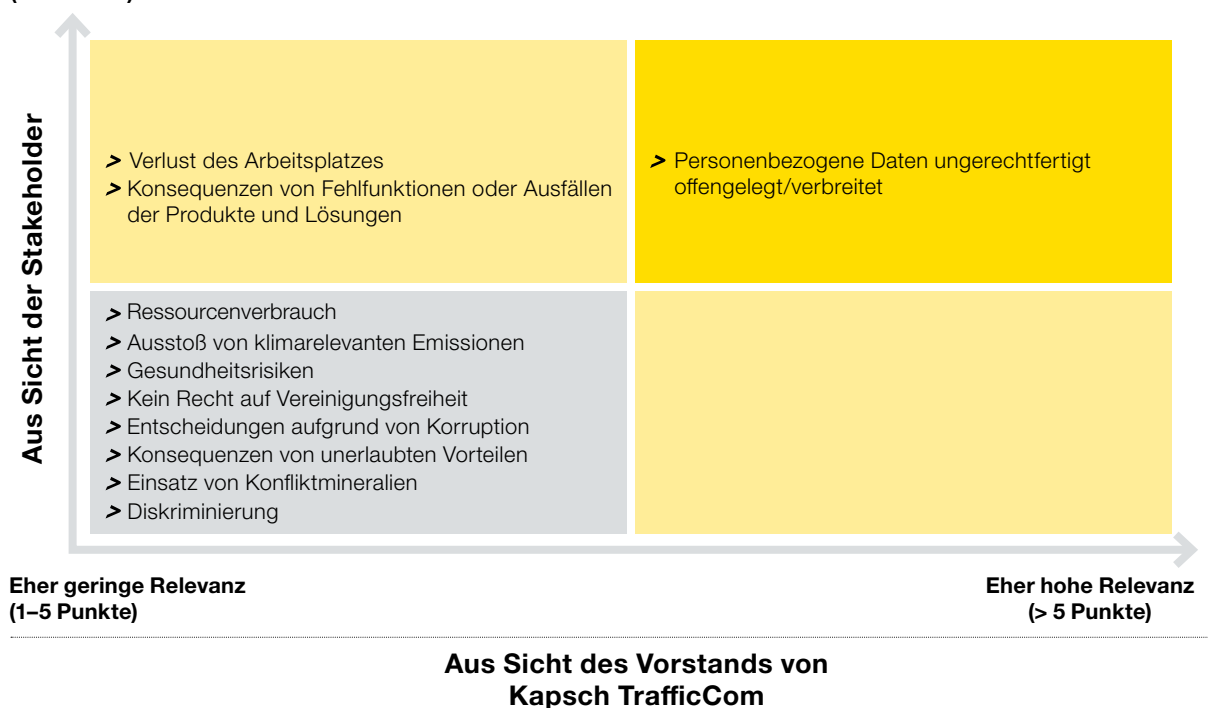 Aus Sicht der Stakeholder
> Verlust des Arbeitsplatzes
> Konsequenzen von Fehlfunktionen oder Ausfällen
der Produkte und Lösungen
> Personenbezogene Daten ungerechtfertigt
offengelegt/verbreitet
> Ressourcenverbrauch
> Ausstoß von klimarelevanten Emissionen
> Gesundheitsrisiken
> Kein Recht auf Vereinigungsfreiheit
> Entscheidungen aufgrund von Korruption
> Konsequenzen von unerlaubten Vorteilen
> Einsatz von Konfliktmineralien
> Diskriminierung
Eher geringe Relevanz
(1–5 Punkte)
Eher hohe Relevanz
(> 5 Punkte)
Aus Sicht des Vorstands von
Kapsch TrafficCom